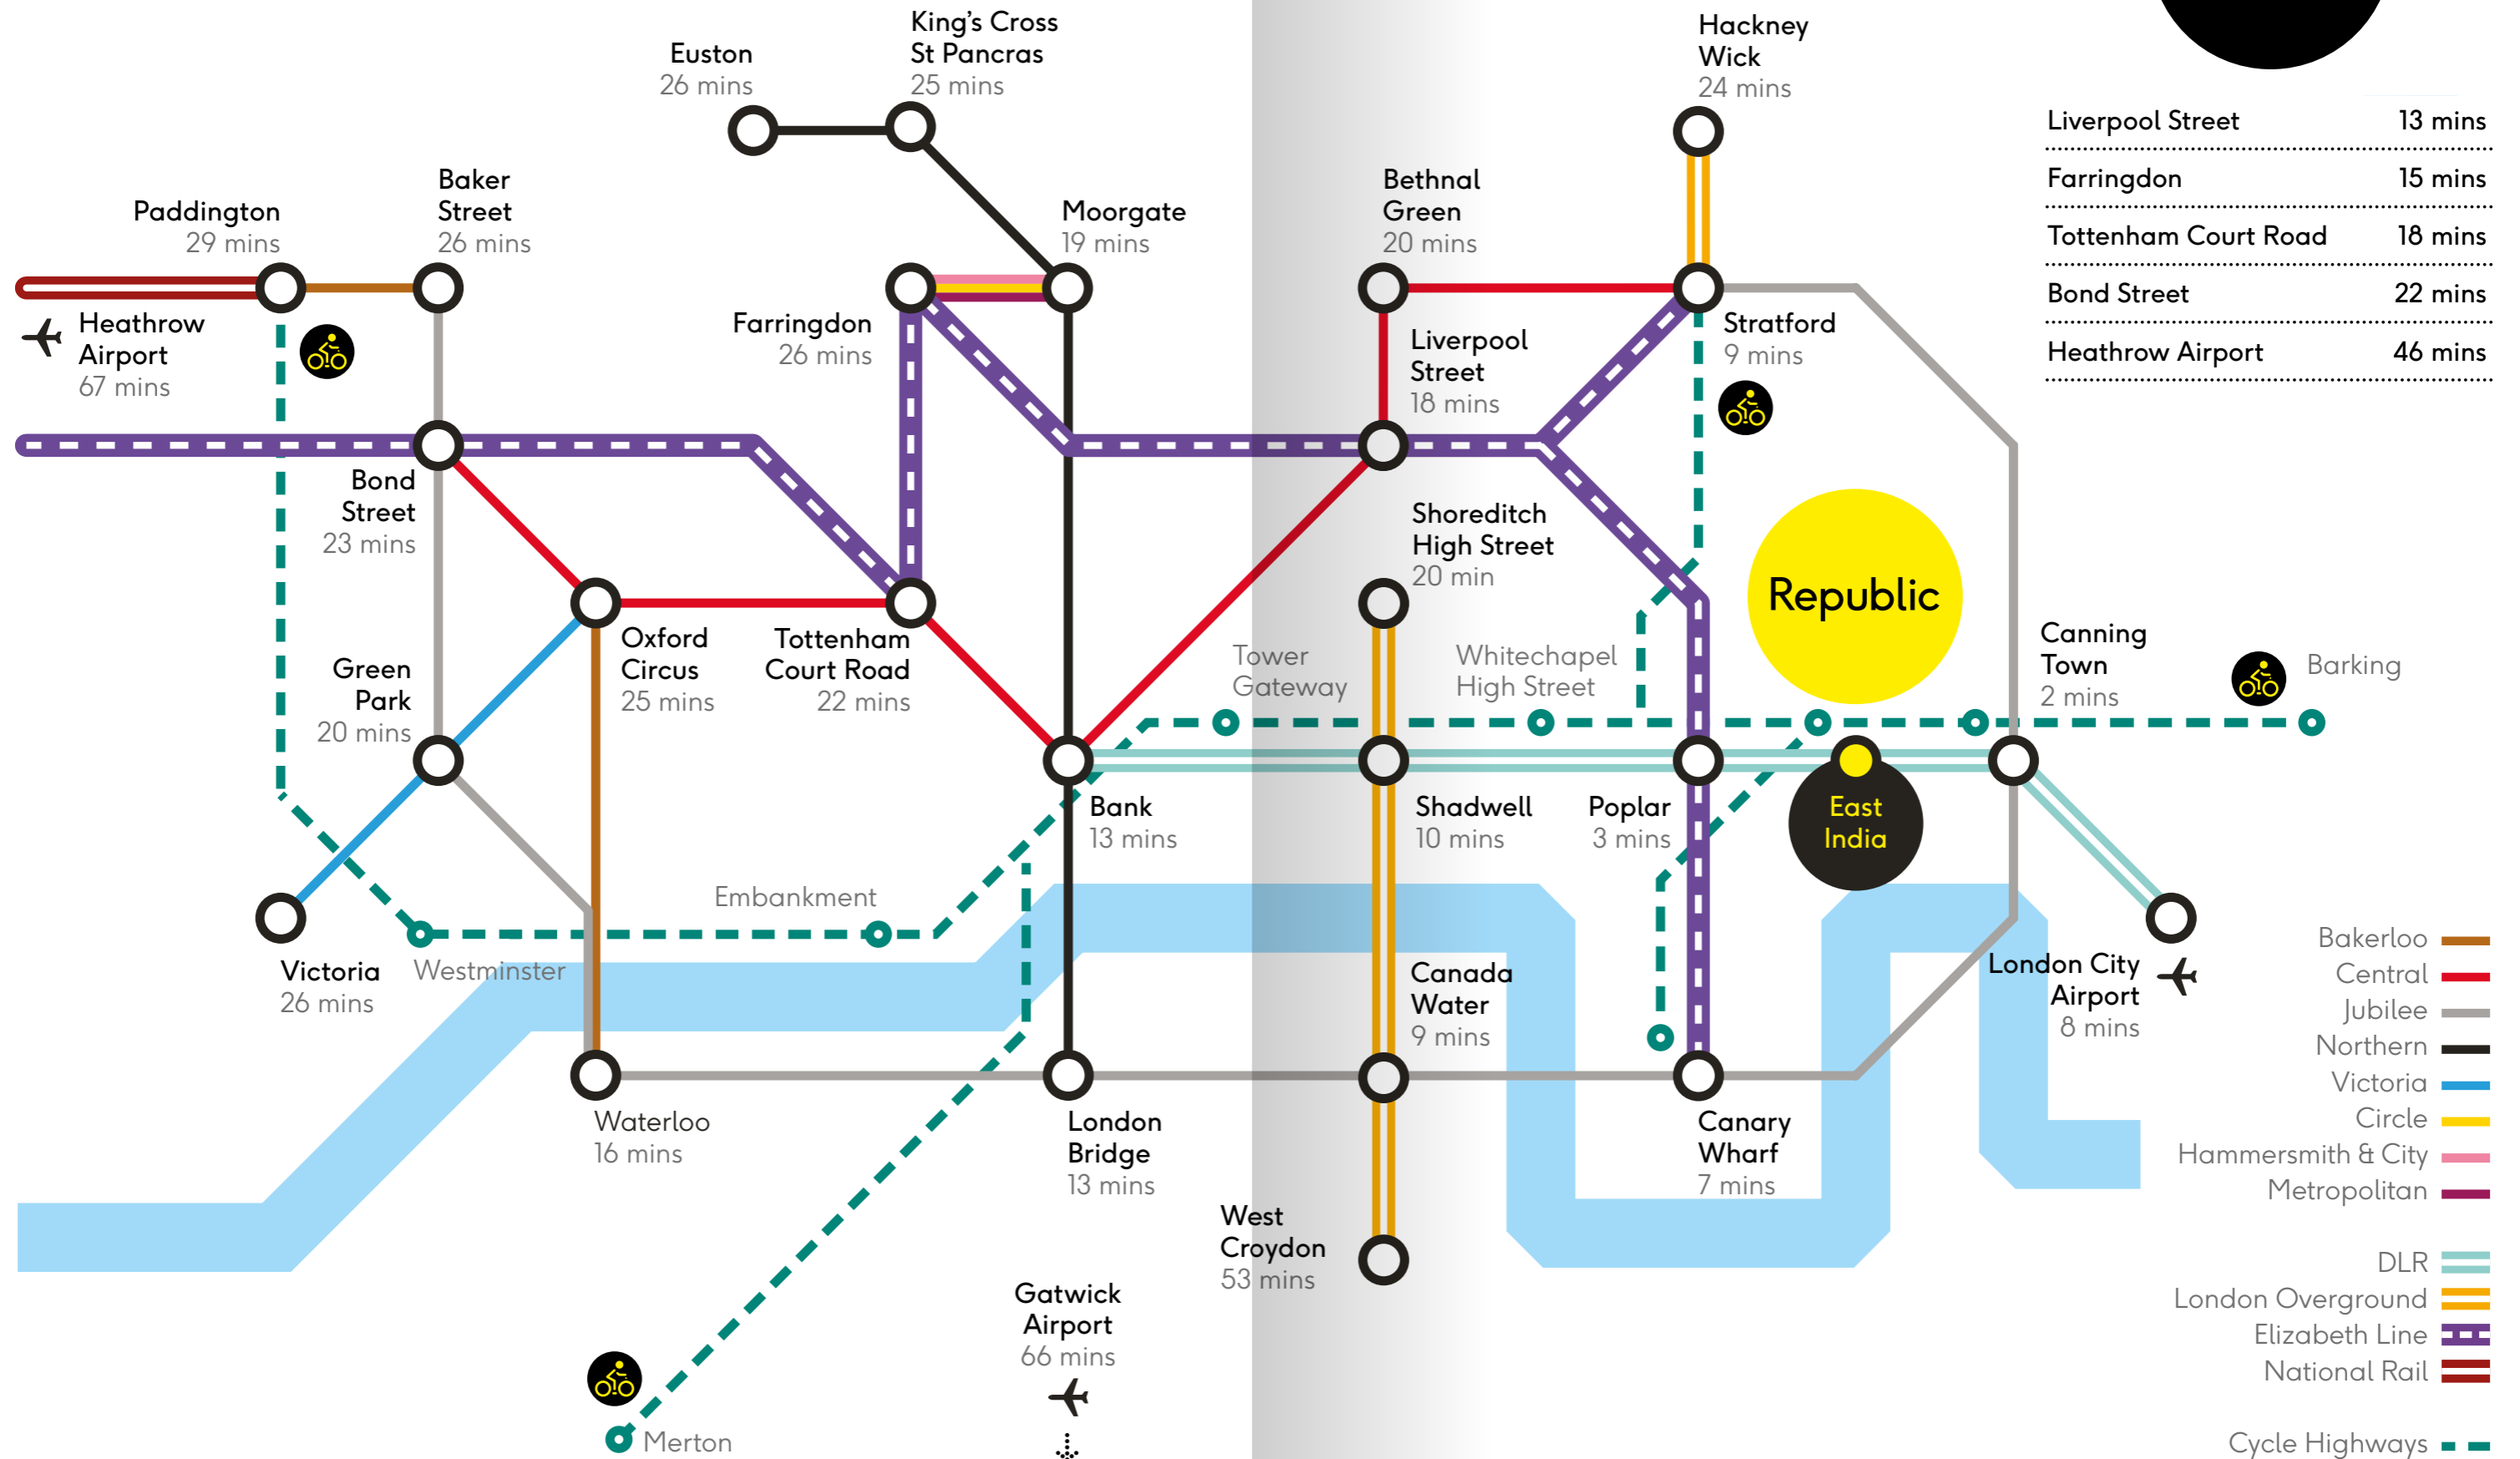 King's Cross
St Pancras
25 mins
Euston
26 mins
Hackney
Wick
24 mins
Liverpool Street 13 mins
Farringdon 15 mins
Tottenham Court Road 18 mins
Bond Street 22 mins
Heathrow Airport 46 mins
Paddington
29 mins
Baker
Street
26 mins
Moorgate
19 mins
Bethnal
Green
20 mins
Heathrow
Airport
67 mins
Farringdon
26 mins
Liverpool
Street
18 mins
Stratford
9 mins
Bond
Street
23 mins
Shoreditch
High Street
20 min
Republic
Green
Park
20 mins
Oxford
Circus
25 mins
Tottenham
Court Road
22 mins
Tower
Gateway
Whitechapel
High Street
Canning
Town
2 mins
Barking
Bank
13 mins
Shadwell
10 mins
Poplar
3 mins
East
India
Embankment
Victoria
26 mins
Westminster
Canada
Water
9 mins
London City
Airport
8 mins
Waterloo
16 mins
London
Bridge
13 mins
Canary
Wharf
7 mins
West
Croydon
53 mins
Gatwick
Airport
66 mins
Merton
Bakerloo
Central
Jubilee
Northern
Victoria
Circle
Hammersmith & City
Metropolitan
DLR
London Overground
Elizabeth Line
National Rail
Cycle Highways